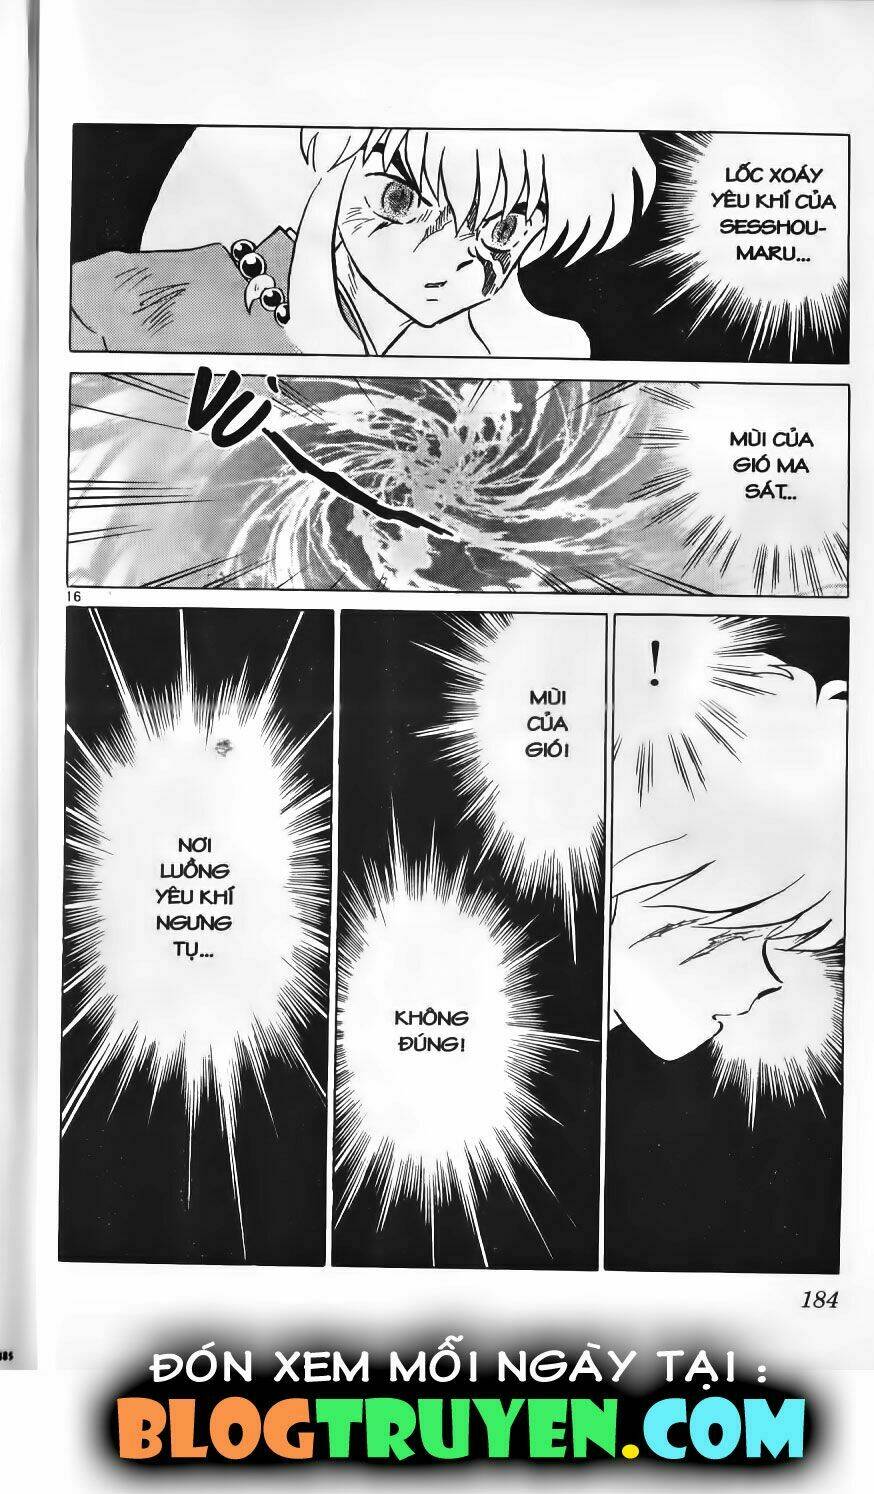 LỐC XOÁY
YÊU KHÍ CỦA
SESSHOU-
MARU...
VÙ
MÙI CỦA
GIÓ MA
SÁT...
16
!
MÙI
CỦA
GIÓ!
KHÔNG
ĐÚNG!
NƠI
LUỒNG
YÊU KHÍ
NGƯNG
TỤ...
184
ĐÓN XEM MỖI NGÀY TẠI :
BLOGTRUYEN.COM